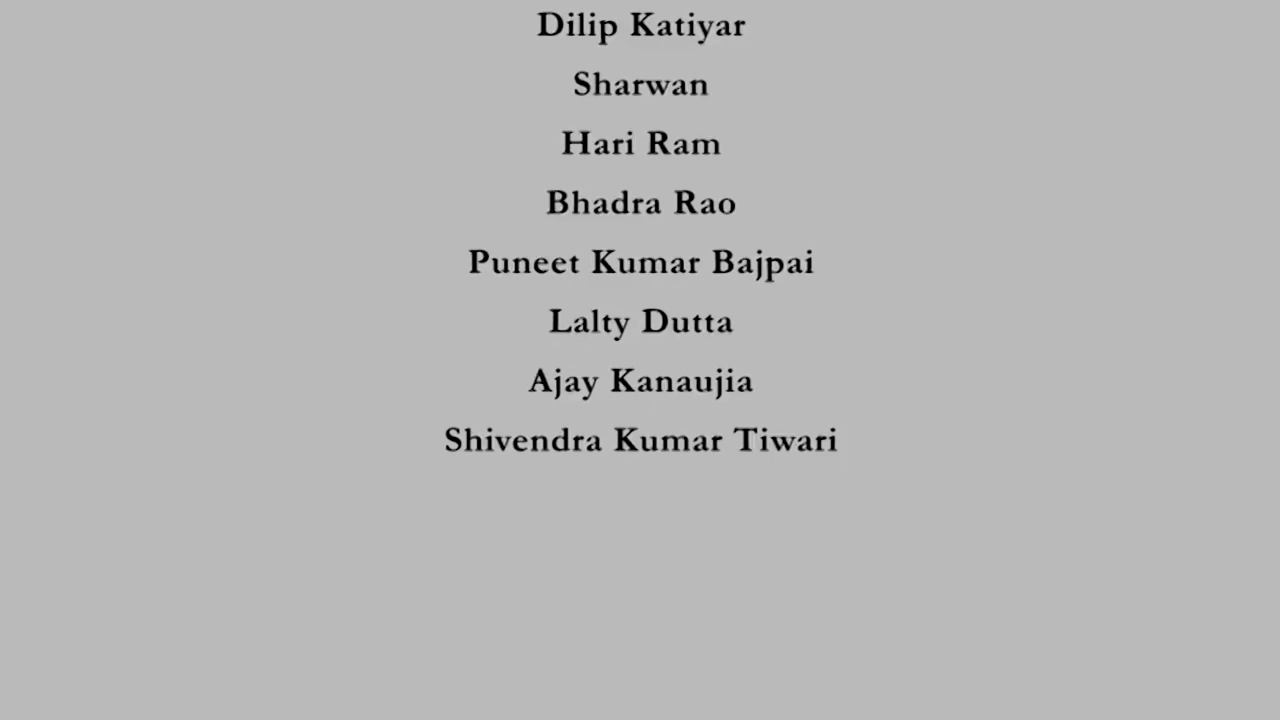 Dilip Katiyar
Sharwan
Hari Ram
Bhadra Rao
Puneet Kumar Bajpai
Lalty Dutta
Ajay Kanaujia
Shivendra Kumar Tiwari